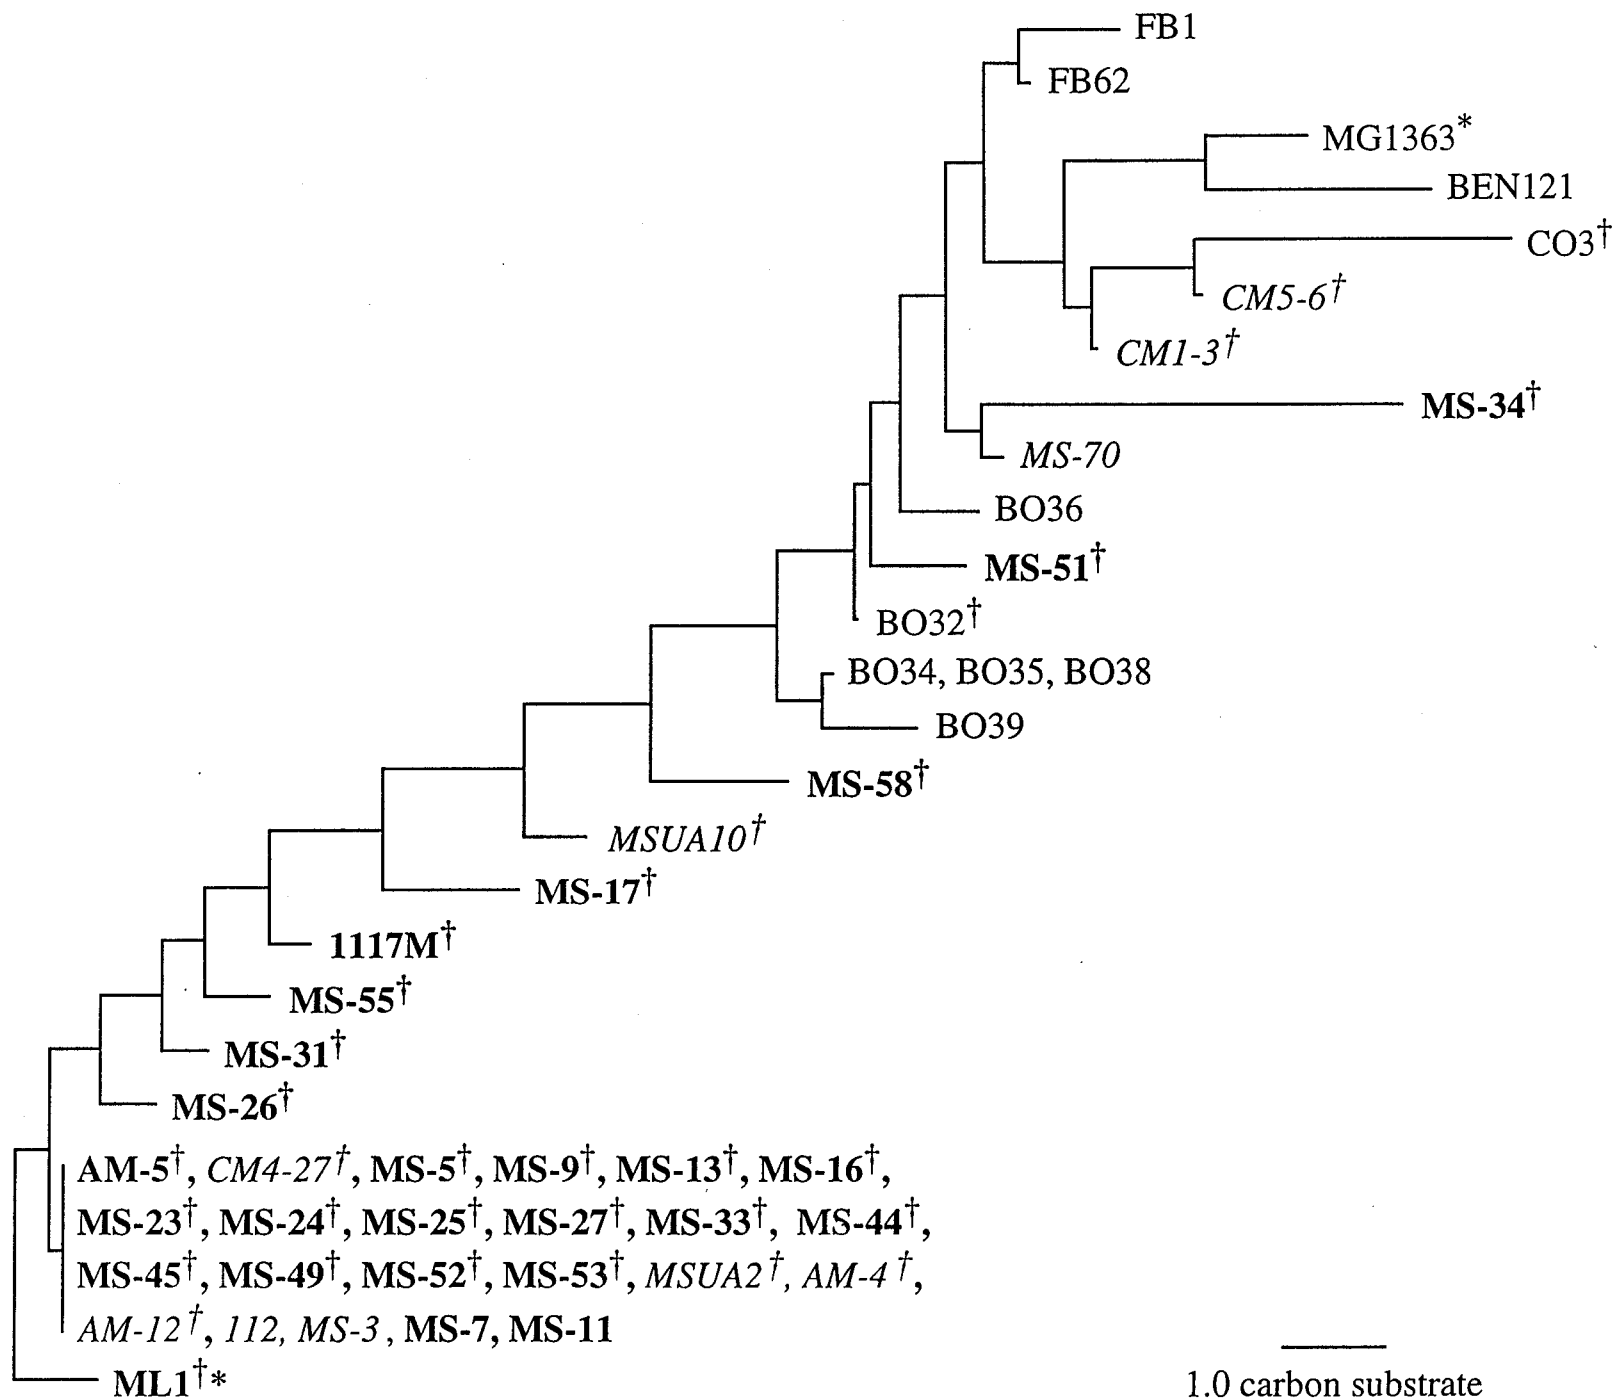 FB1
FB62
MG1363*
BEN121
CO3†
CM5-6†
CM1-3†
MS-34†
MS-70
BO36
MS-51†
BO32†
BO34, BO35, BO38
BO39
MS-58†
MSUA10†
MS-17†
1117M†
MS-55†
MS-31†
MS-26†
AM-5†, CM4-27†, MS-5†, MS-9†, MS-13†, MS-16†,
MS-23†, MS-24†, MS-25†, MS-27†, MS-33†, MS-44†,
MS-45†, MS-49†, MS-52†, MS-53†, MSUA2†, AM-4†,
AM-12†, 112, MS-3, MS-7, MS-11
ML1†*
1.0 carbon substrate